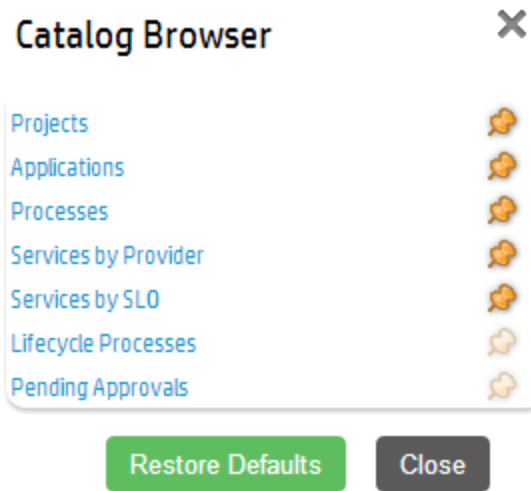 Catalog Browser
Projects
Applications
Processes
Services by Provider
Services by SLO
Lifecycle Processes
Pending Approvals
Restore Defaults
Close